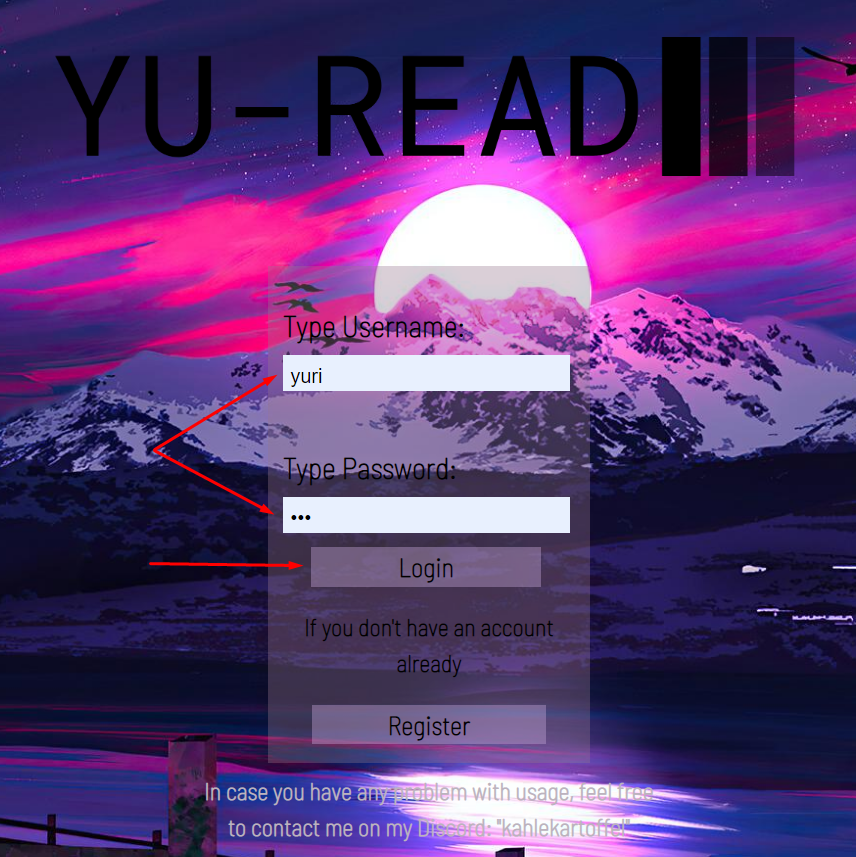 YU-READ
Type Username:
yuri
Type Password:
•••
Login
If you don't have an account
already
Register
In case you have any problem with usage, feel free
to contact me on my Discord: "kahlekartoffel"